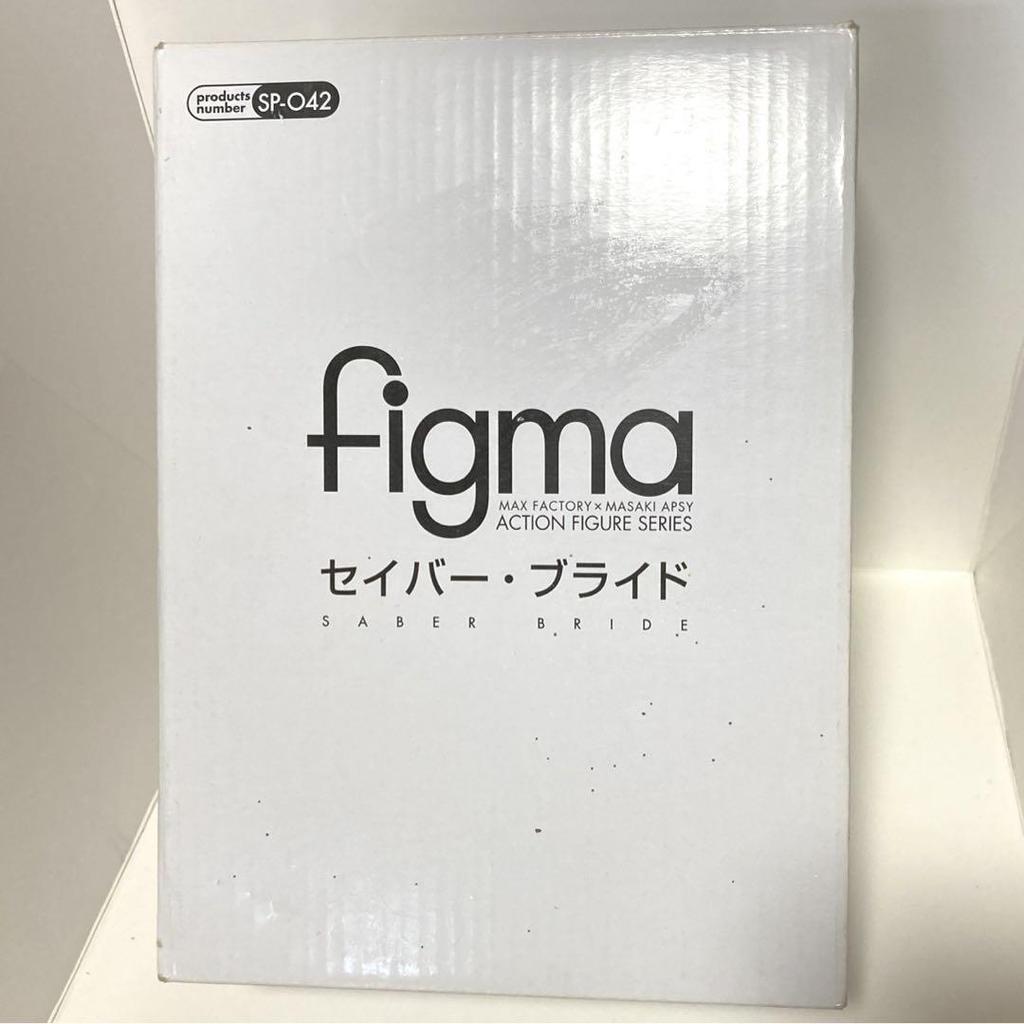 products
number SP-042
figma
MAX FACTORY × MASAKI APSY
ACTION FIGURE SERIES
セイバー・ブライド
SABER BRIDE